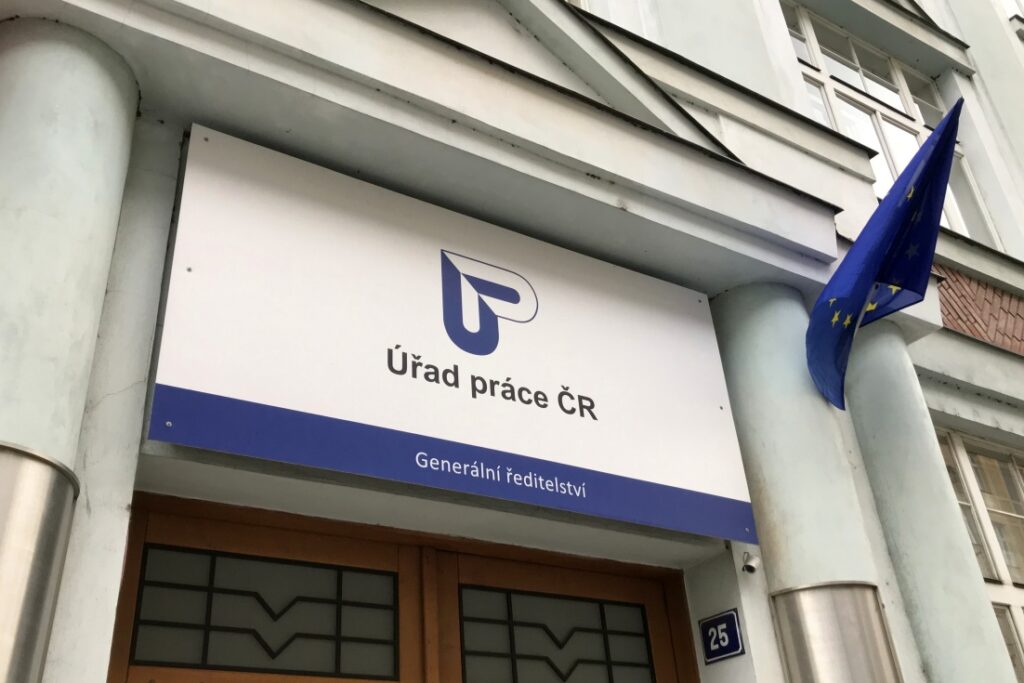 Úřad práce ČR
Generální ředitelství
25